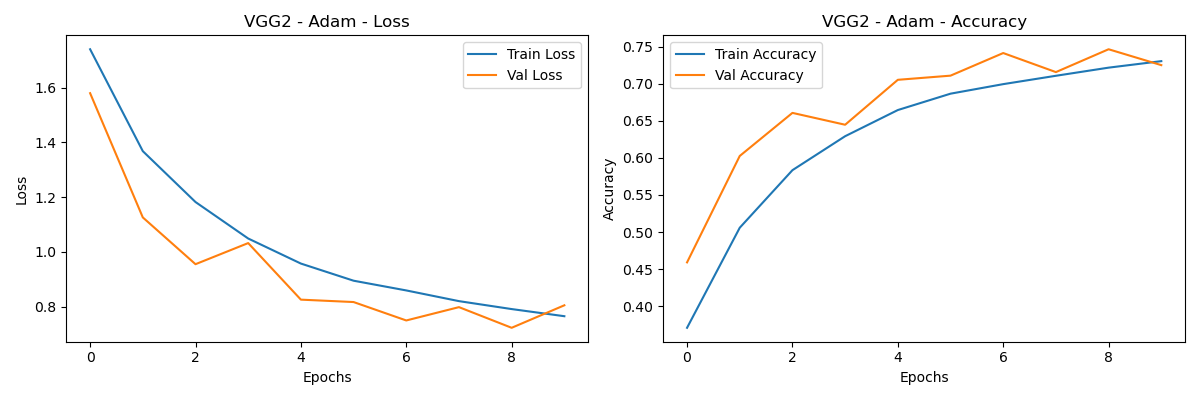 VGG2 - Adam - Loss
Train Loss
Val Loss
1.6
1.4
1.2
1.0
0.8
Loss
0 2 4 6 8
Epochs
VGG2 - Adam - Accuracy
Train Accuracy
Val Accuracy
0.75
0.70
0.65
0.60
0.55
0.50
0.45
0.40
Accuracy
0 2 4 6 8
Epochs